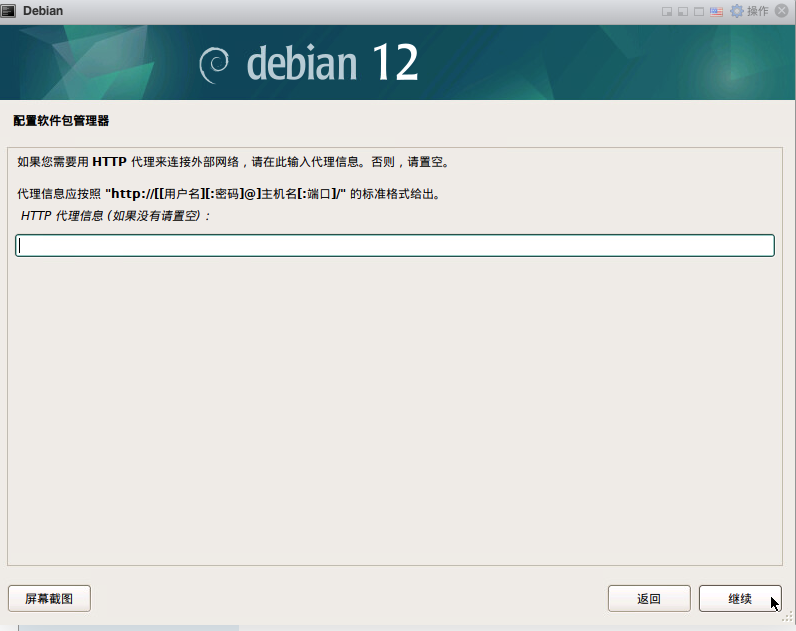 Debian
操作
debian 12
配置软件包管理器
如果您需要用 HTTP 代理来连接外部网络，请在此输入代理信息。否则，请置空。
代理信息应按照 "http://[[用户名][:密码]@]主机名[:端口]/" 的标准格式给出。
HTTP 代理信息（如果没有请置空）：
屏幕截图
返回
继续